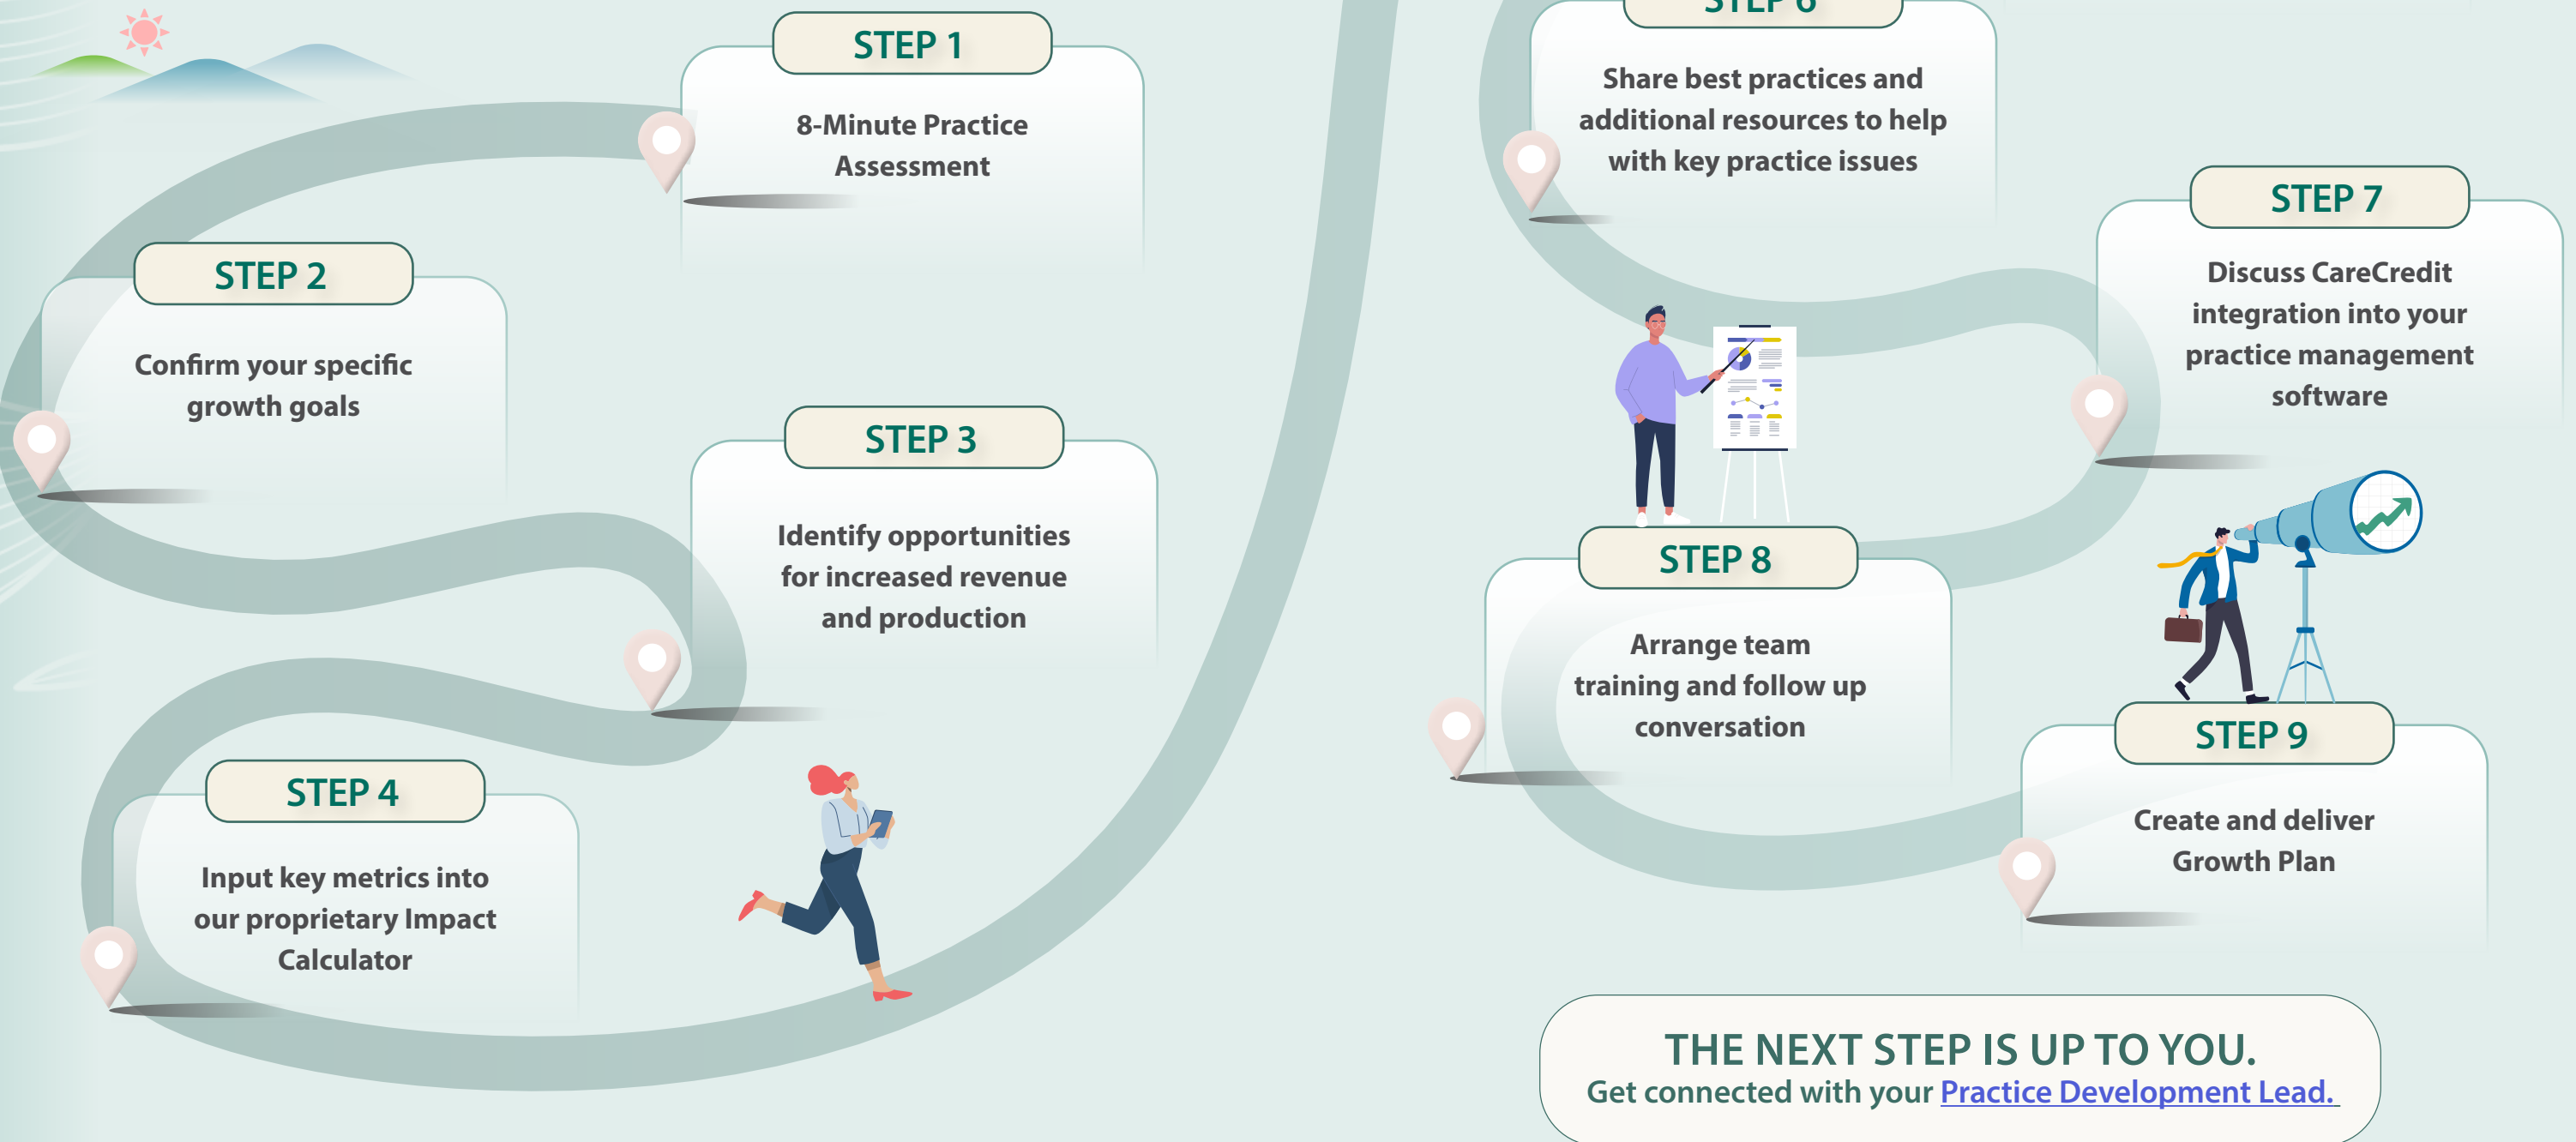 STEP 1
8-Minute Practice
Assessment
STEP 2
Confirm your specific
growth goals
STEP 3
Identify opportunities
for increased revenue
and production
STEP 4
Input key metrics into
our proprietary Impact
Calculator
STEP 6
Share best practices and
additional resources to help
with key practice issues
STEP 7
Discuss CareCredit
integration into your
practice management
software
STEP 8
Arrange team
training and follow up
conversation
STEP 9
Create and deliver
Growth Plan
THE NEXT STEP IS UP TO YOU.
Get connected with your Practice Development Lead.